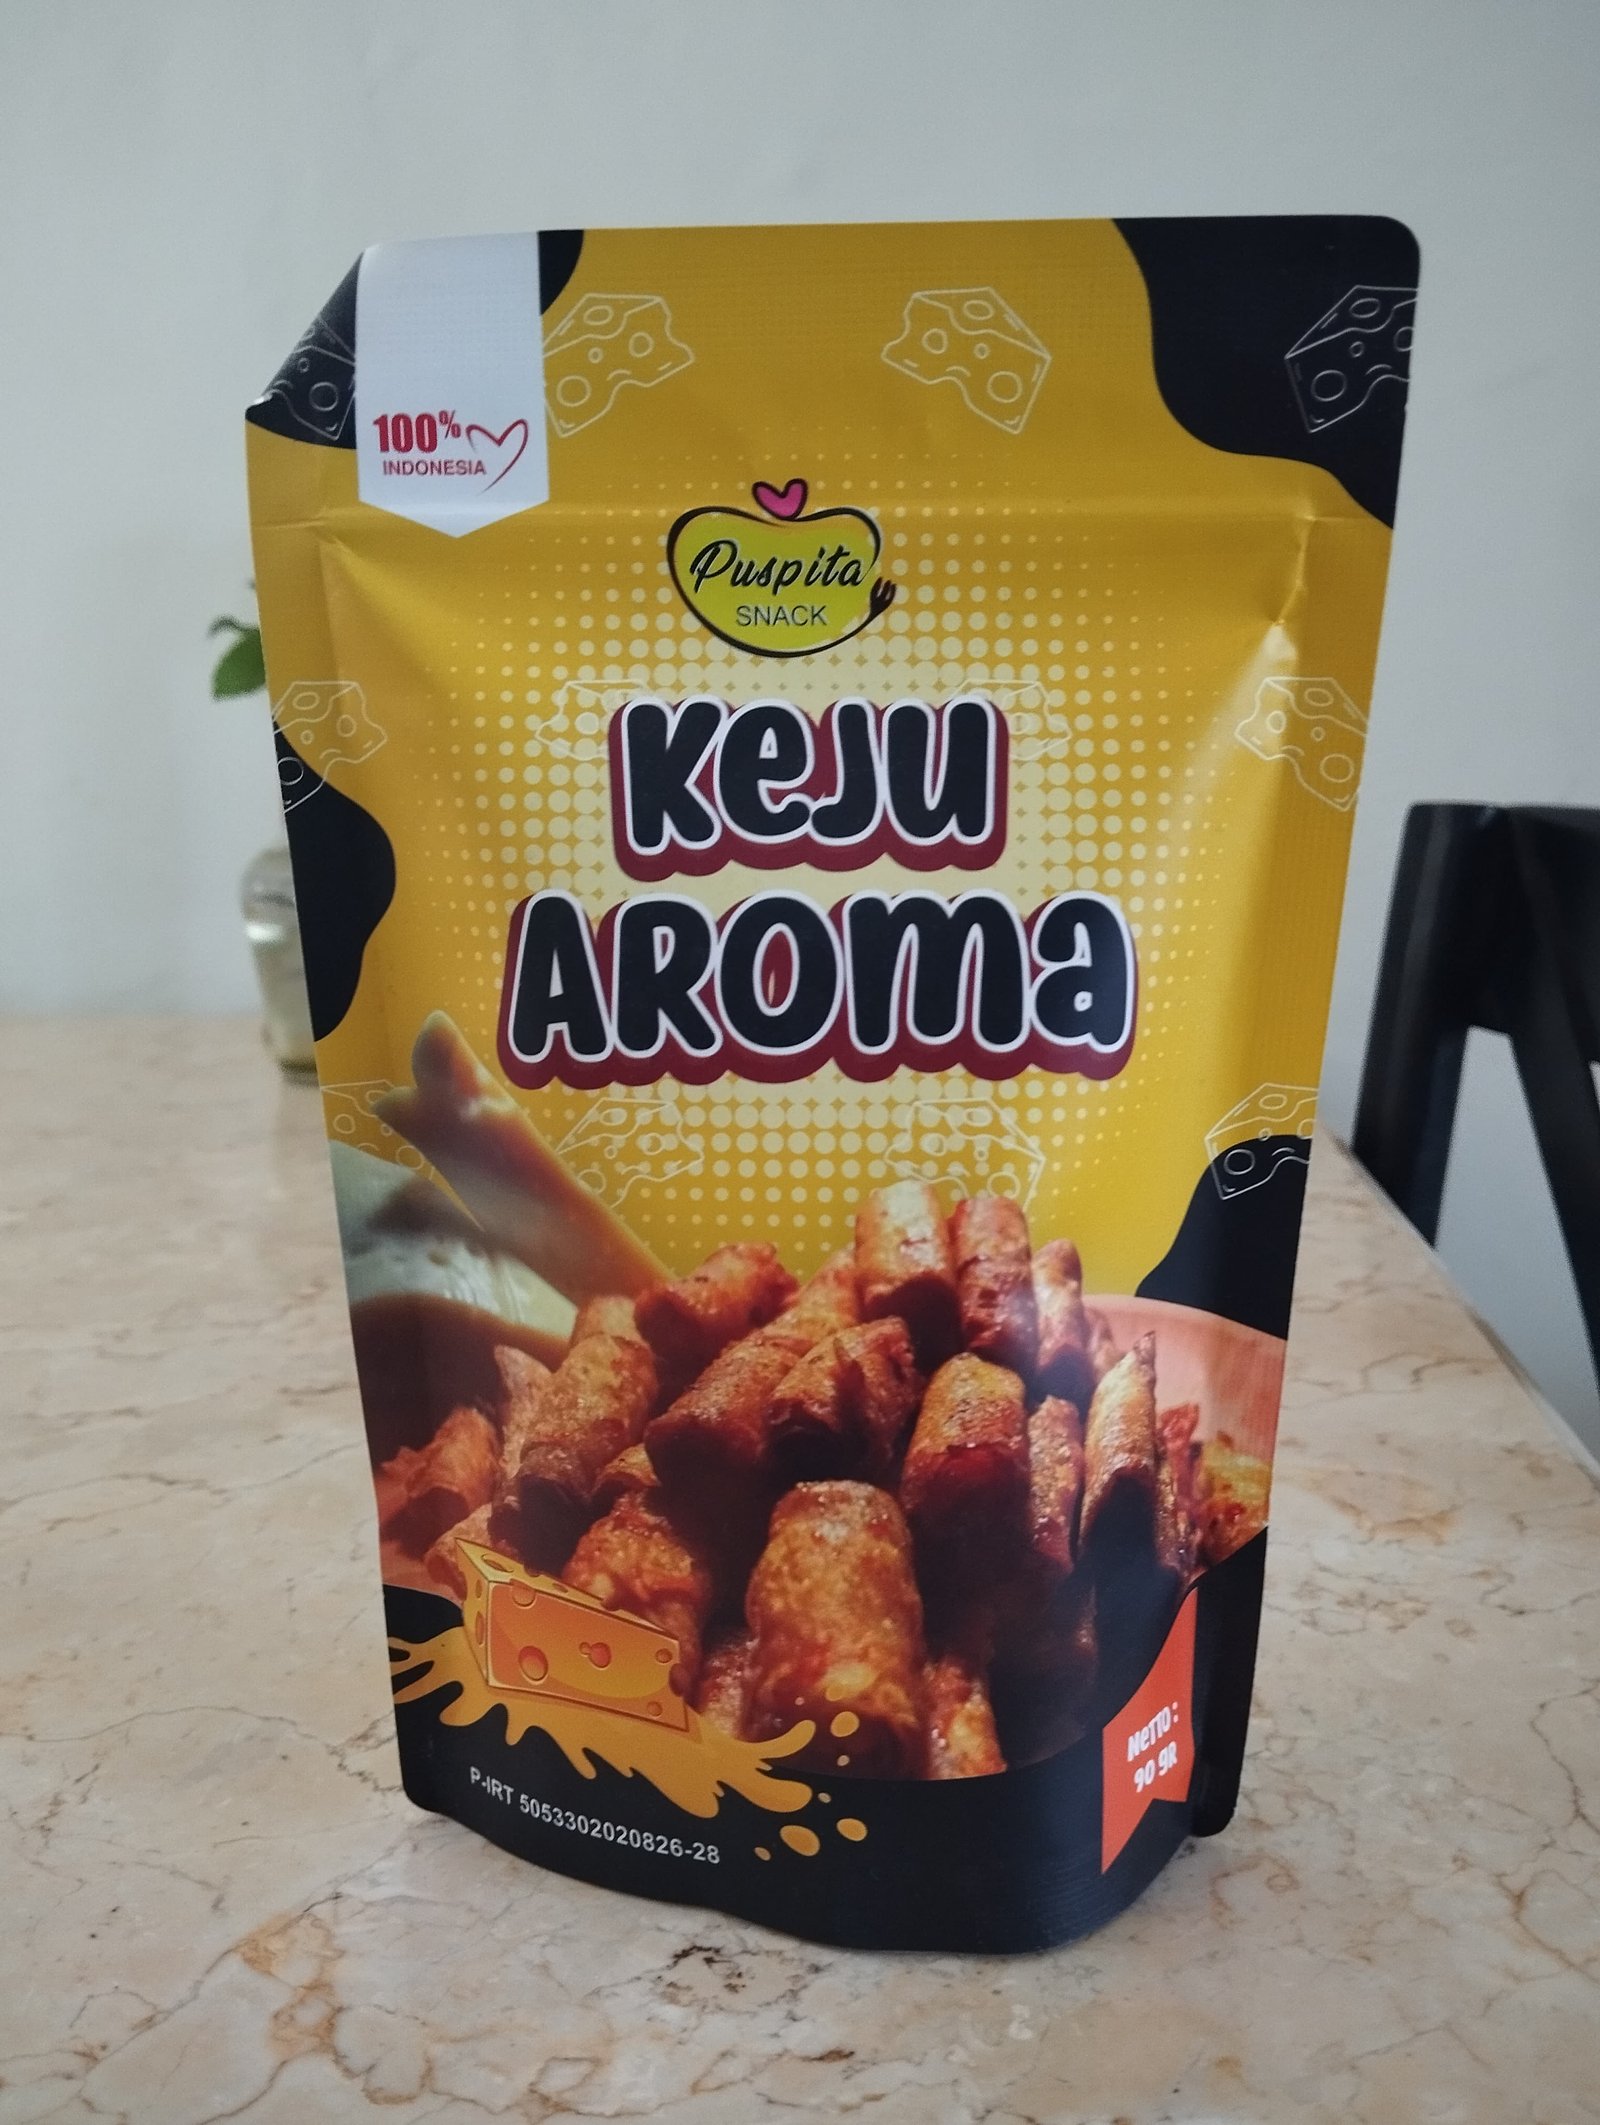 100%
INDONESIA
Puspita
SNACK
Keju
AROMa
NeTTO :
90 gR
P-IRT 5053302020826-28